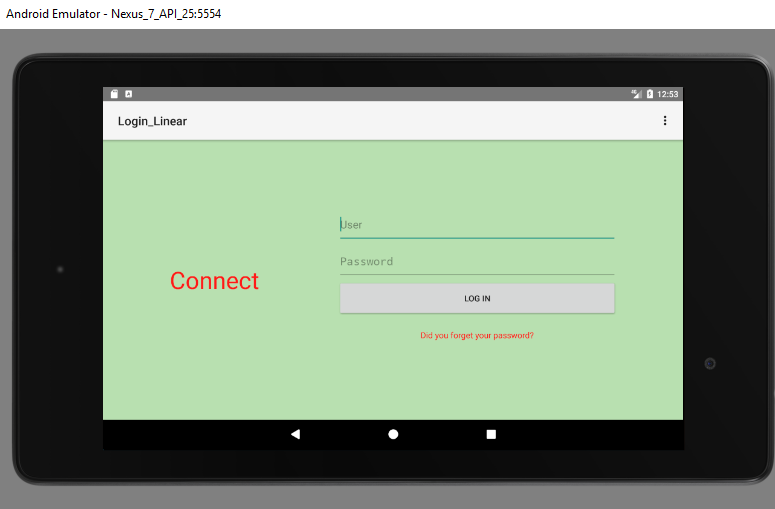 Android Emulator - Nexus_7_API_25:5554
12:53
Login_Linear
User
Password
Connect
LOG IN
Did you forget your password?